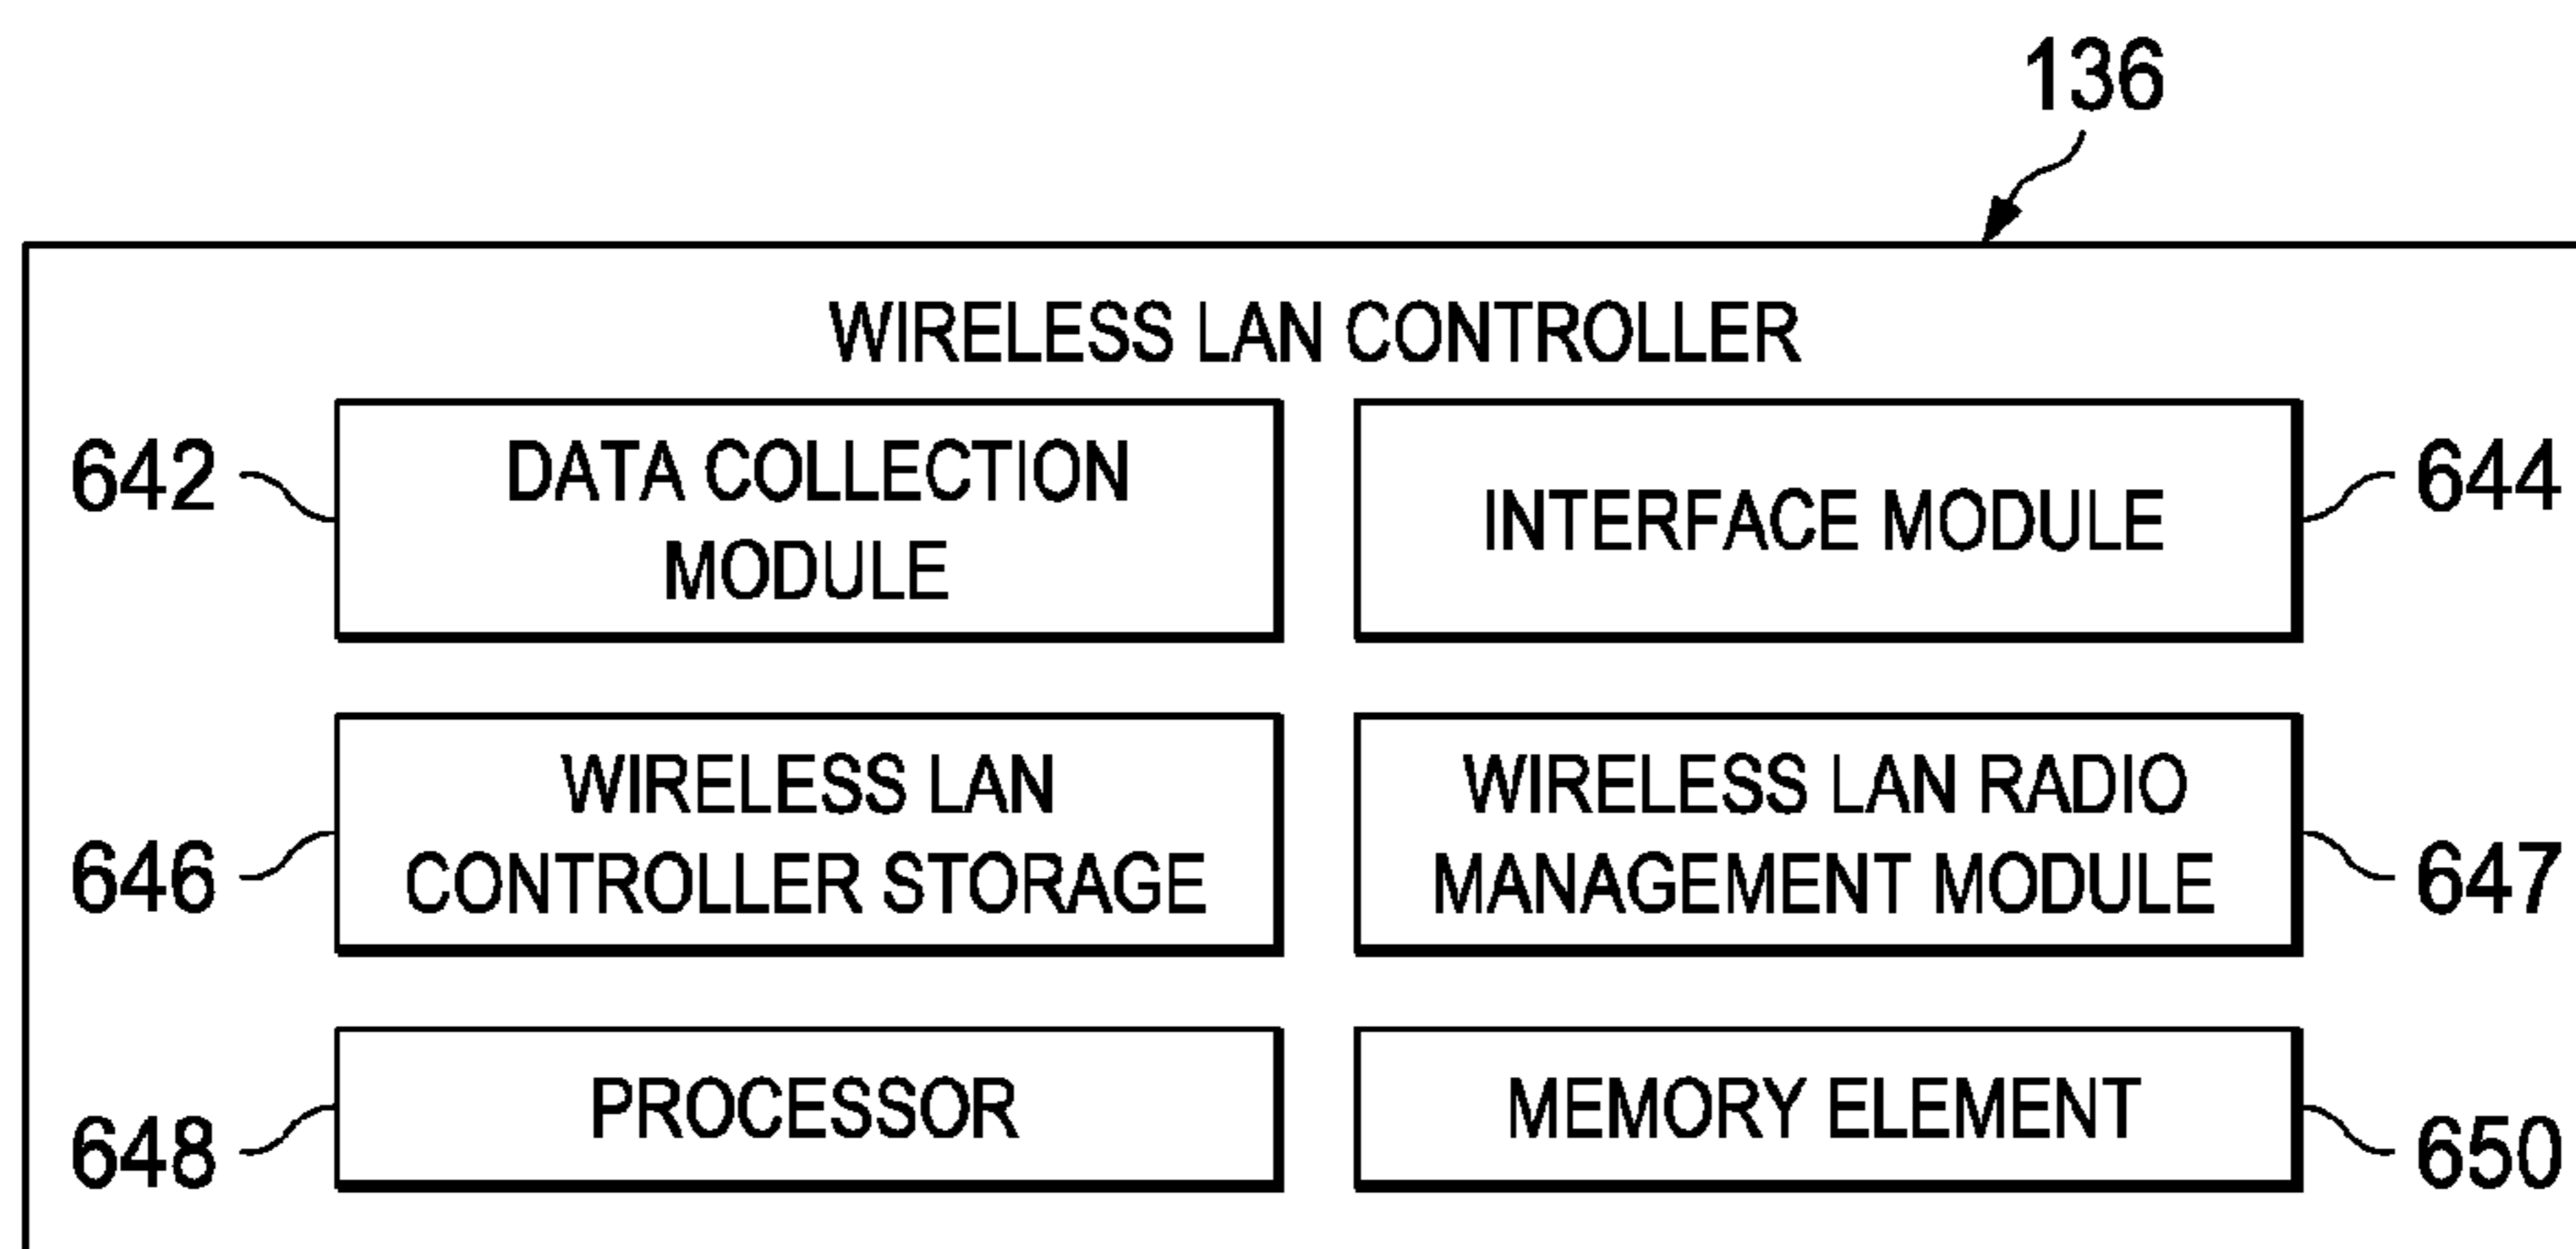 136
WIRELESS LAN CONTROLLER
642
DATA COLLECTION
MODULE
INTERFACE MODULE
644
646
WIRELESS LAN
CONTROLLER STORAGE
WIRELESS LAN RADIO
MANAGEMENT MODULE
647
648
PROCESSOR
MEMORY ELEMENT
650